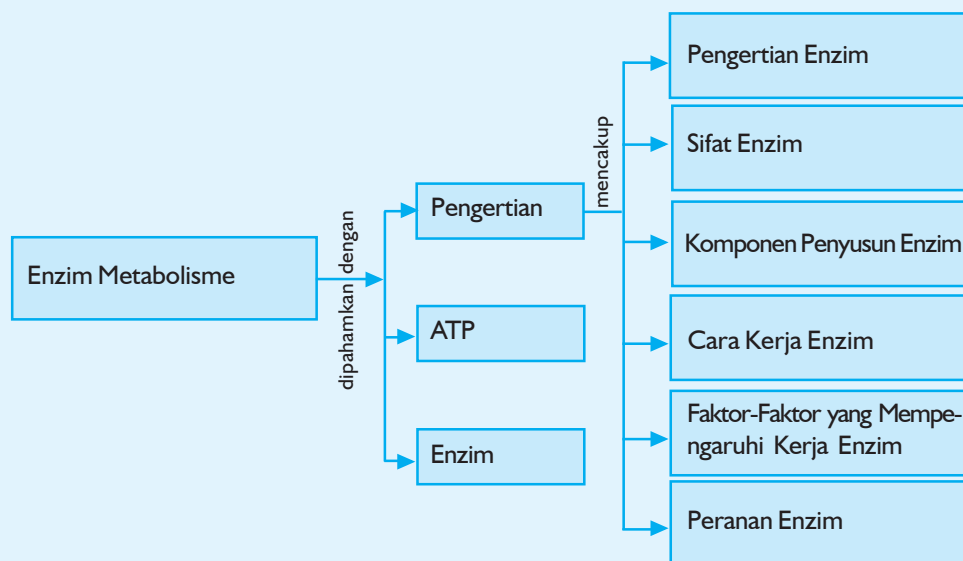 Enzim Metabolisme
dipahamkan dengan
Pengertian
ATP
Enzim
mencakup
Pengertian Enzim
Sifat Enzim
Komponen Penyusun Enzim
Cara Kerja Enzim
Faktor-Faktor yang Mempe-
ngaruhi Kerja Enzim
Peranan Enzim